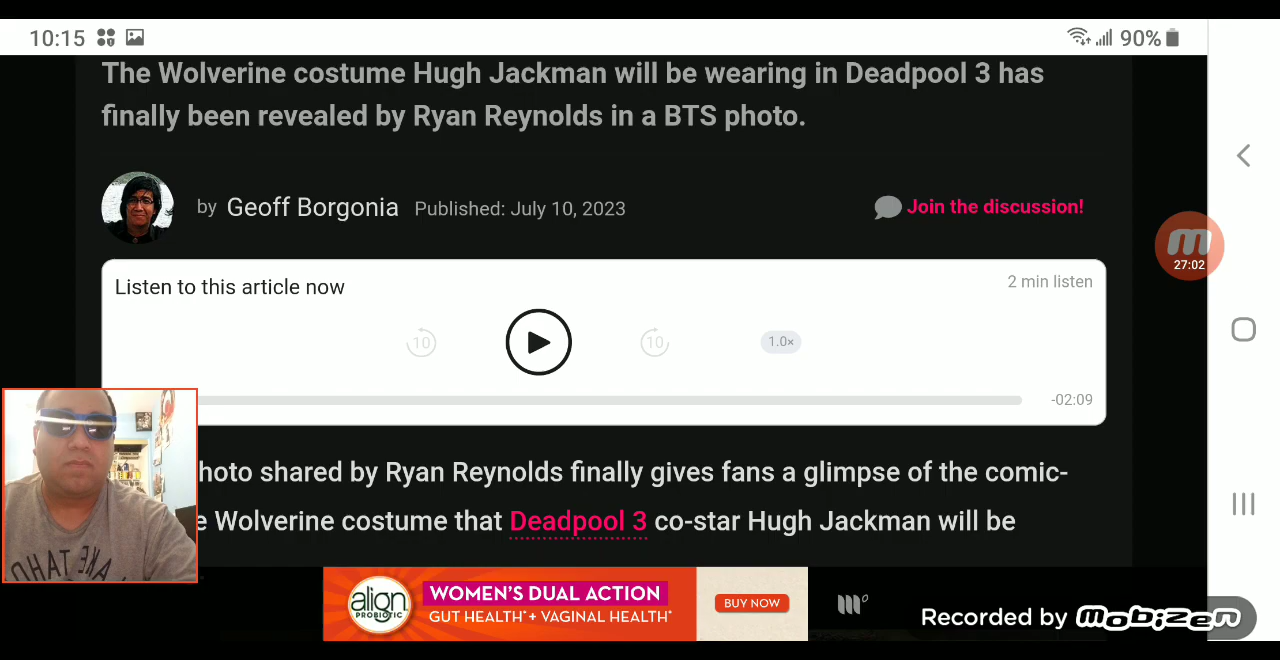 10:15
90%
The Wolverine costume Hugh Jackman will be wearing in Deadpool 3 has
finally been revealed by Ryan Reynolds in a BTS photo.
by Geoff Borgonia Published: July 10, 2023
Join the discussion!
27:02
Listen to this article now
2 min listen
10
10
1.0×
-02:09
hoto shared by Ryan Reynolds finally gives fans a glimpse of the comic-
e Wolverine costume that Deadpool 3 co-star Hugh Jackman will be
align
PROBIOTIC
WOMEN'S DUAL ACTION
GUT HEALTH* + VAGINAL HEALTH*
BUY NOW
Recorded by mobizen